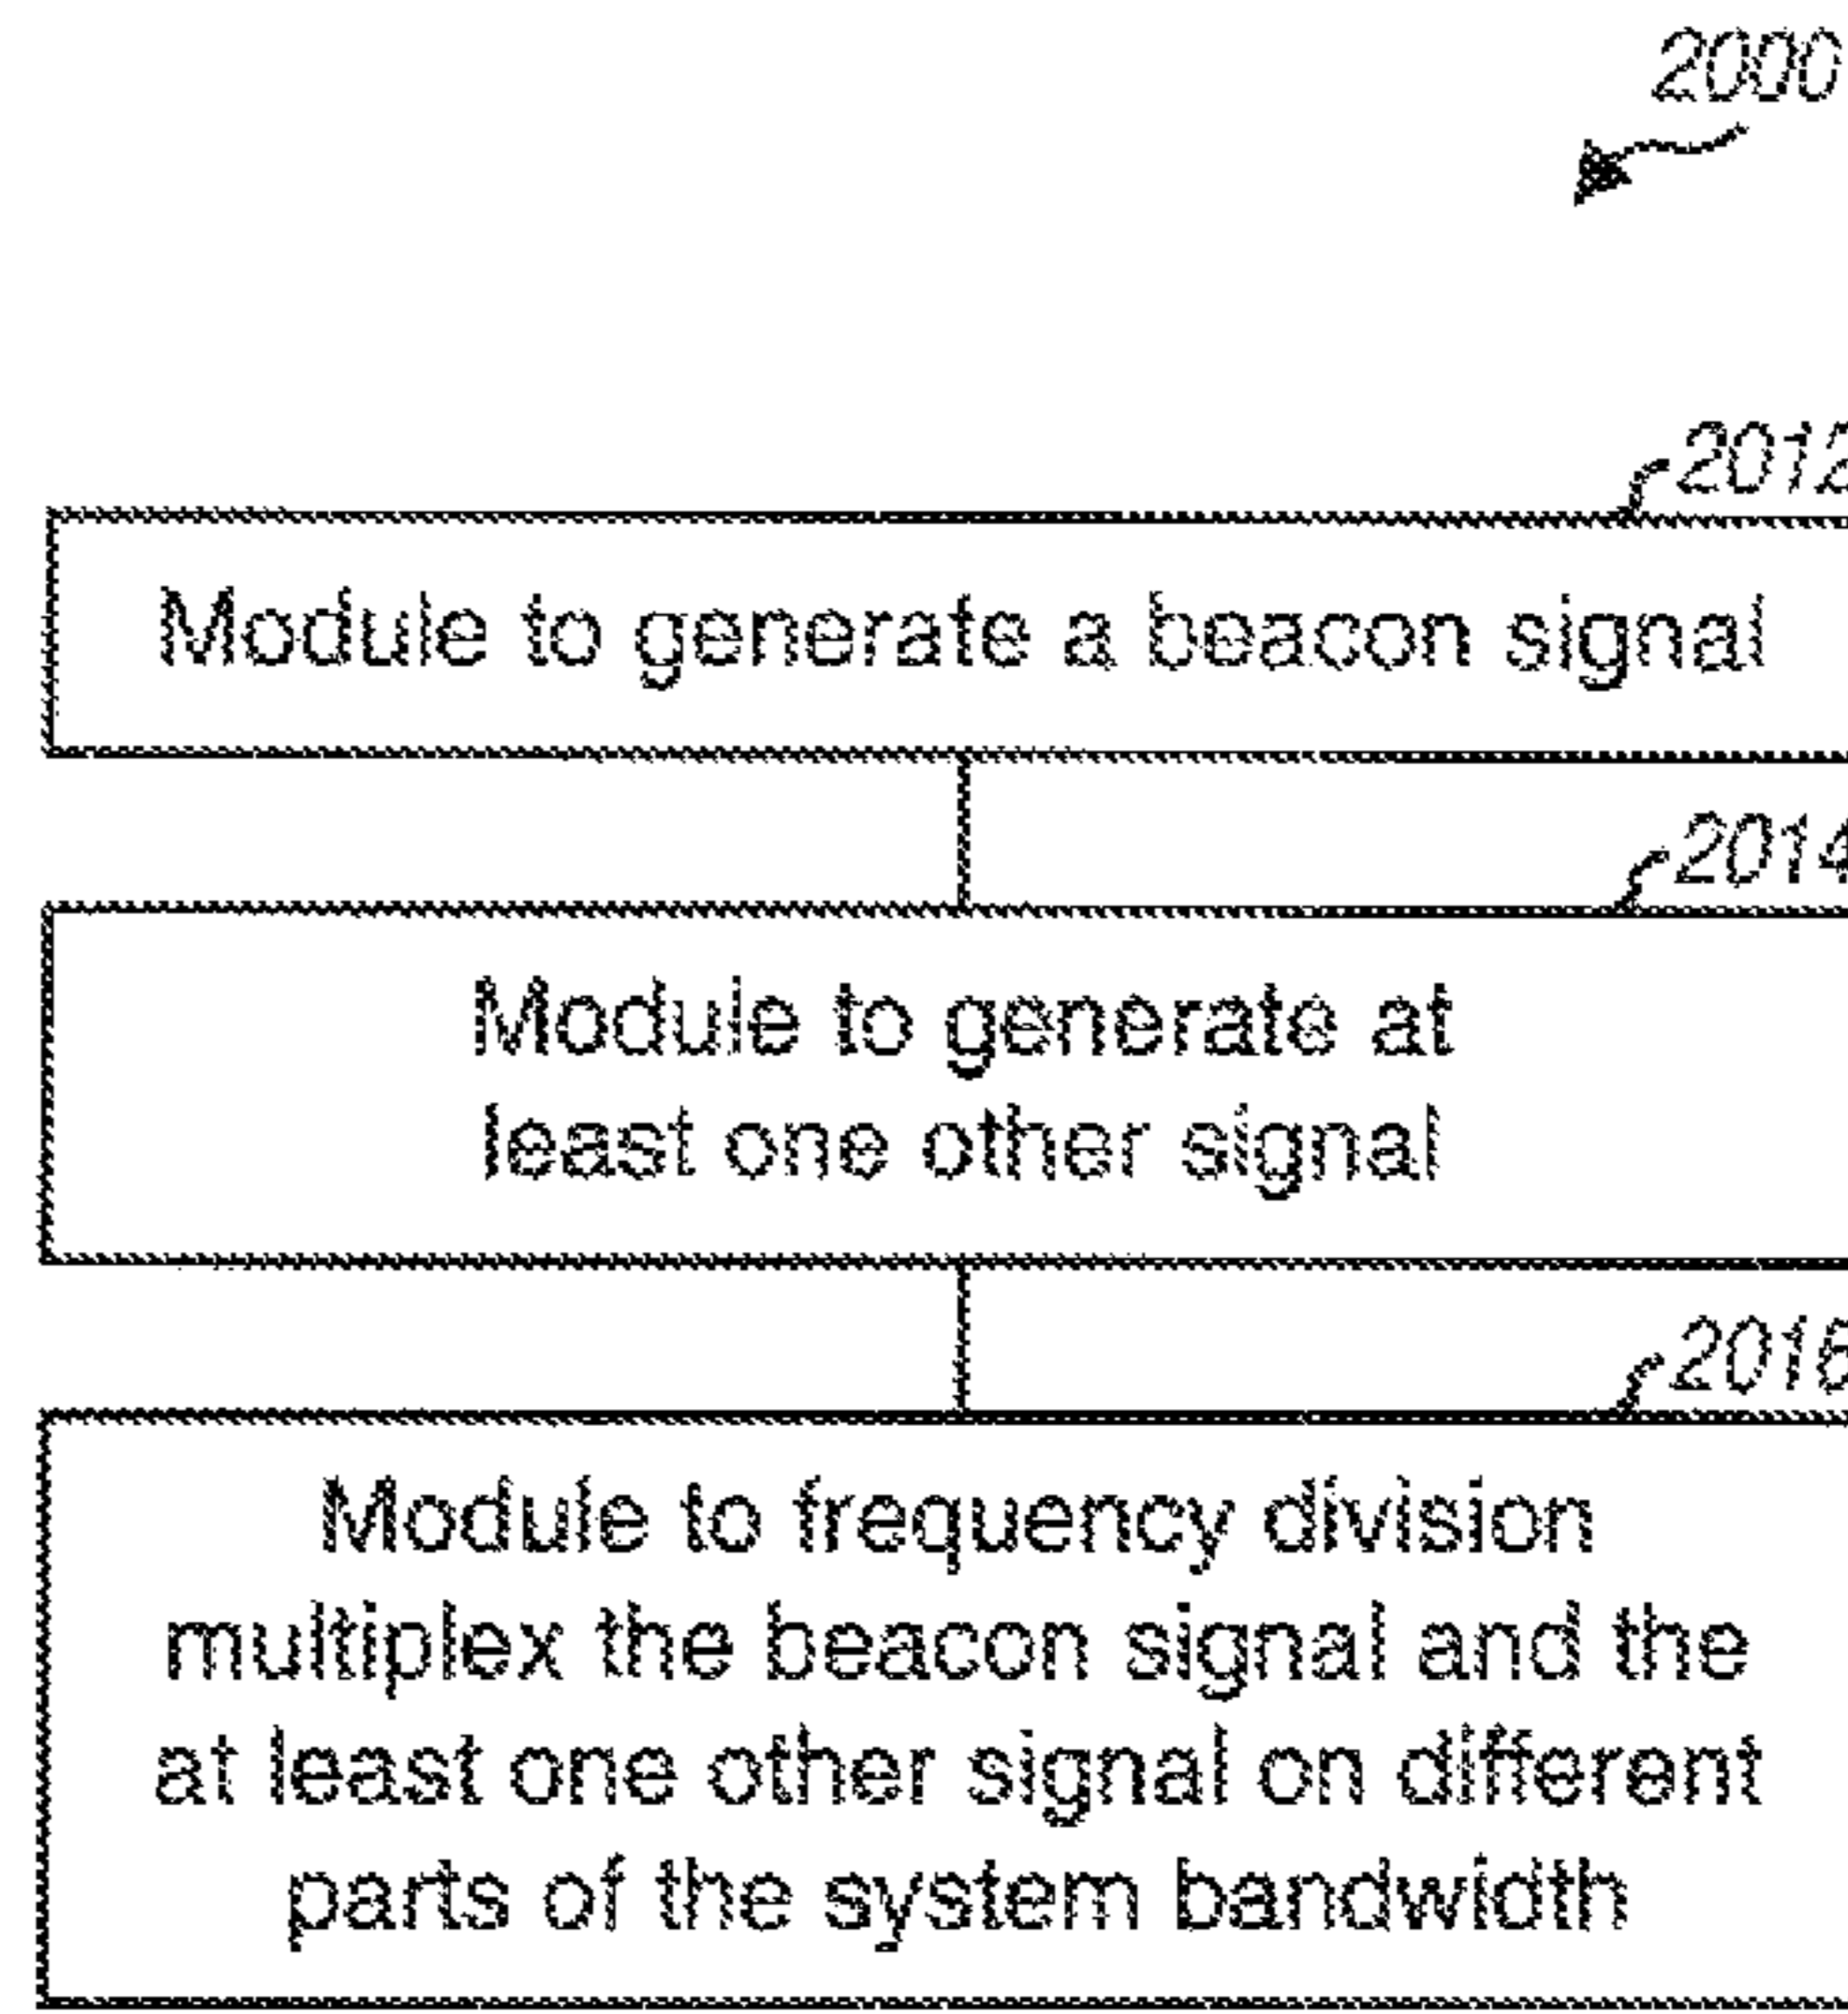 2000
2012
Module to generate a beacon signal
2014
Module to generate at
least one other signal
2016
Module to frequency division
multiplex the beacon signal and the
at least one other signal on different
parts of the system bandwidth